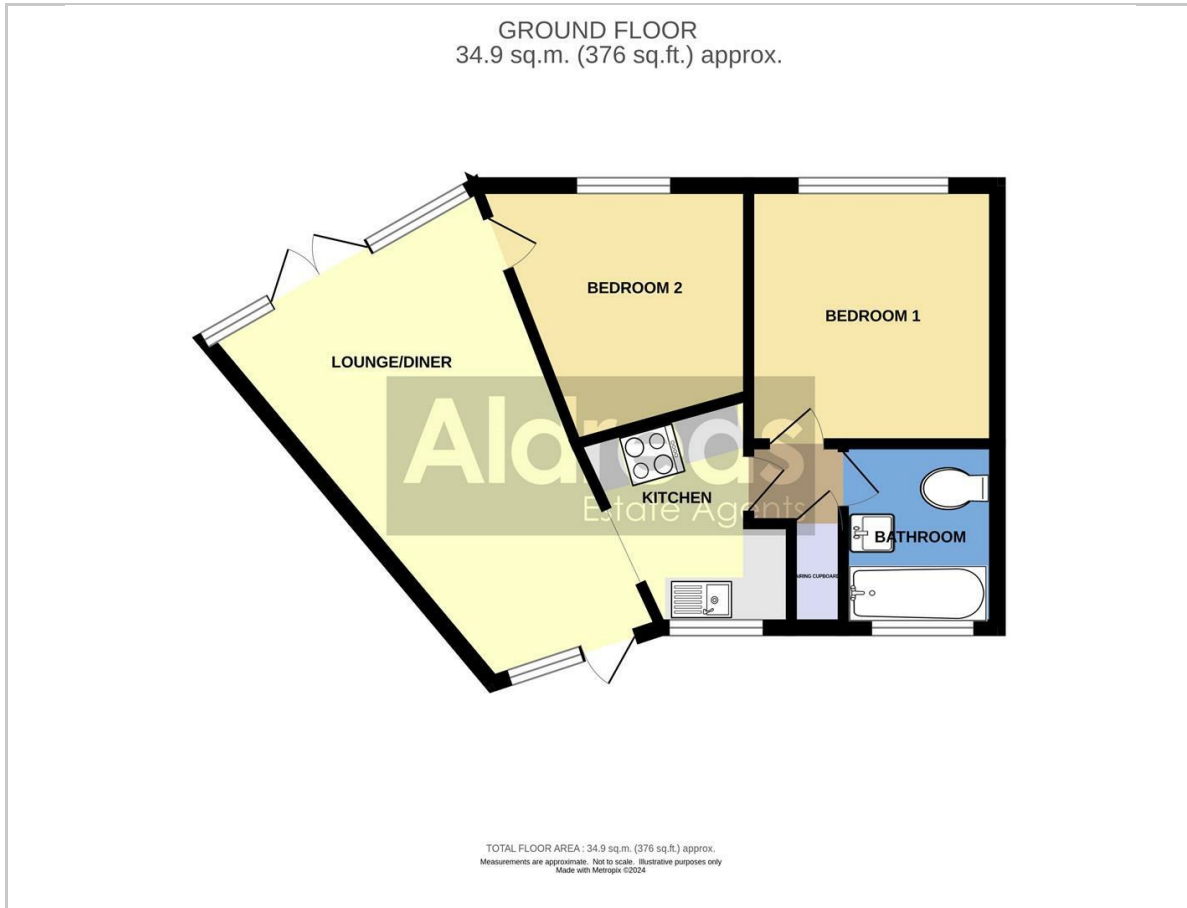 GROUND FLOOR
34.9 sq.m. (376 sq.ft.) approx.
BEDROOM 2
BEDROOM 1
LOUNGE/DINER
Aldreds
KITCHEN
Estate Agents
BATHROOM
AIRING CUPBOARD
TOTAL FLOOR AREA : 34.9 sq.m. (376 sq.ft.) approx.
Measurements are approximate. Not to scale. Illustrative purposes only
Made with Metropix ©2024